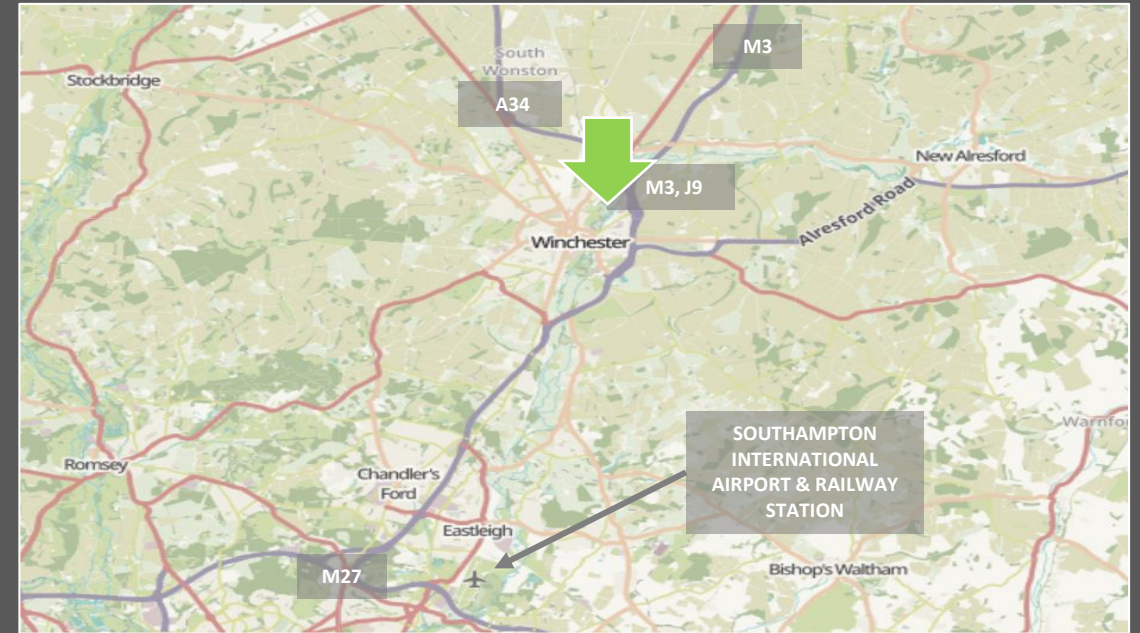 M3
South
Wonston
Stockbridge
A34
New Alresford
M3, J9
Alresford Road
Winchester
SOUTHAMPTON
INTERNATIONAL
AIRPORT & RAILWAY
STATION
Romsey
Chandler's
Ford
Eastleigh
M27
Bishop's Waltham